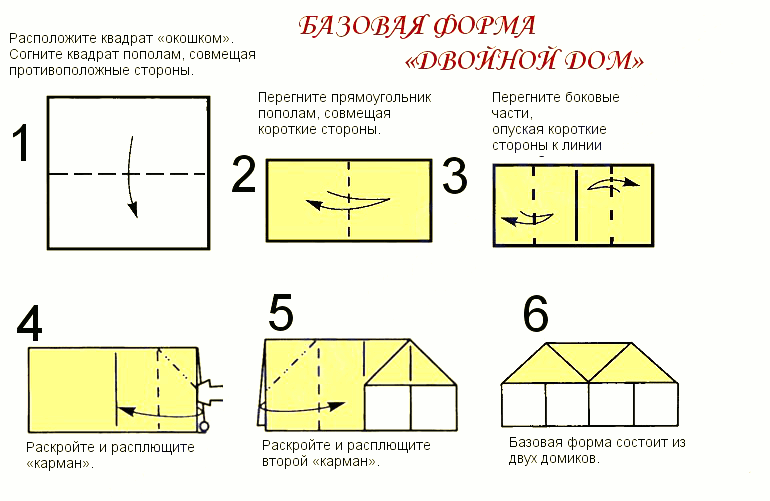 БАЗОВАЯ ФОРМА
«ДВОЙНОЙ ДОМ»
Расположите квадрат «окошком».
Согните квадрат пополам, совмещая
противоположные стороны.
1
Перегните прямоугольник
пополам, совмещая
короткие стороны.
2
Перегните боковые
части,
опуская короткие
стороны к линии
3
4
Раскройте и расплющите
«карман».
5
Раскройте и расплющите
второй «карман».
6
Базовая форма состоит из
двух домиков.